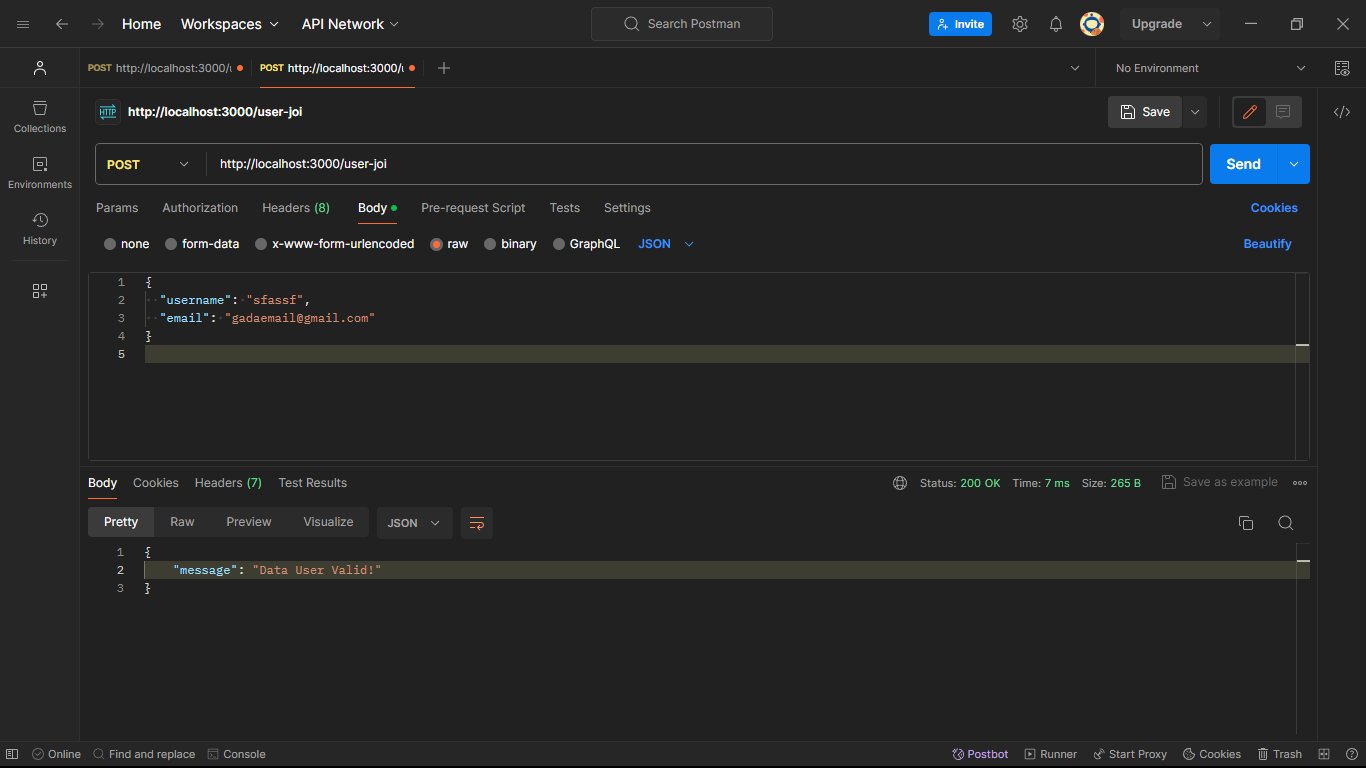 Home Workspaces API Network Search Postman Invite Upgrade
POST http://localhost:3000/u POST http://localhost:3000/u No Environment
HTTP http://localhost:3000/user-joi Save
Collections
Environments
History
POST http://localhost:3000/user-joi Send
Params Authorization Headers (8) Body Pre-request Script Tests Settings Cookies
none form-data x-www-form-urlencoded raw binary GraphQL JSON Beautify
1 {
2 "username": "sfassf",
3 "email": "gadaemail@gmail.com"
4 }
5
Body Cookies Headers (7) Test Results Status: 200 OK Time: 7 ms Size: 265 B Save as example
Pretty Raw Preview Visualize JSON
1 {
2 "message": "Data User Valid!"
3 }
Online Find and replace Console Postbot Runner Start Proxy Cookies Trash